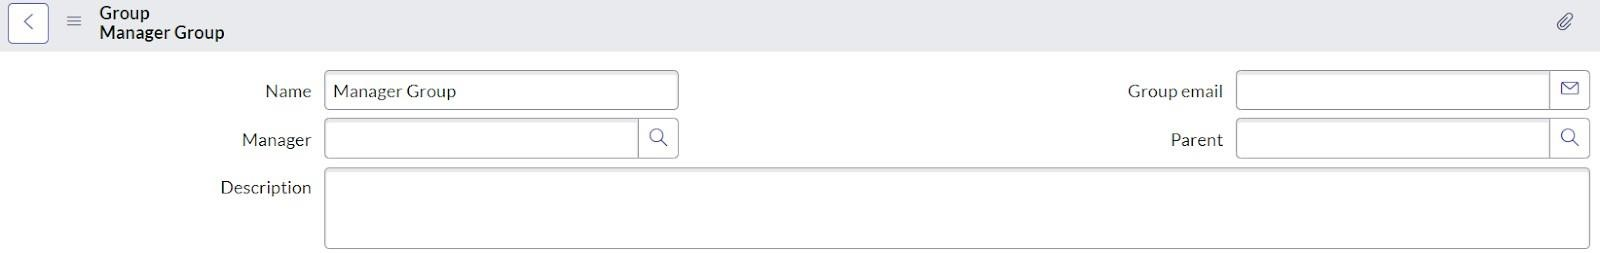 Group
Manager Group
Name Manager Group
Group email
Manager
Parent
Description